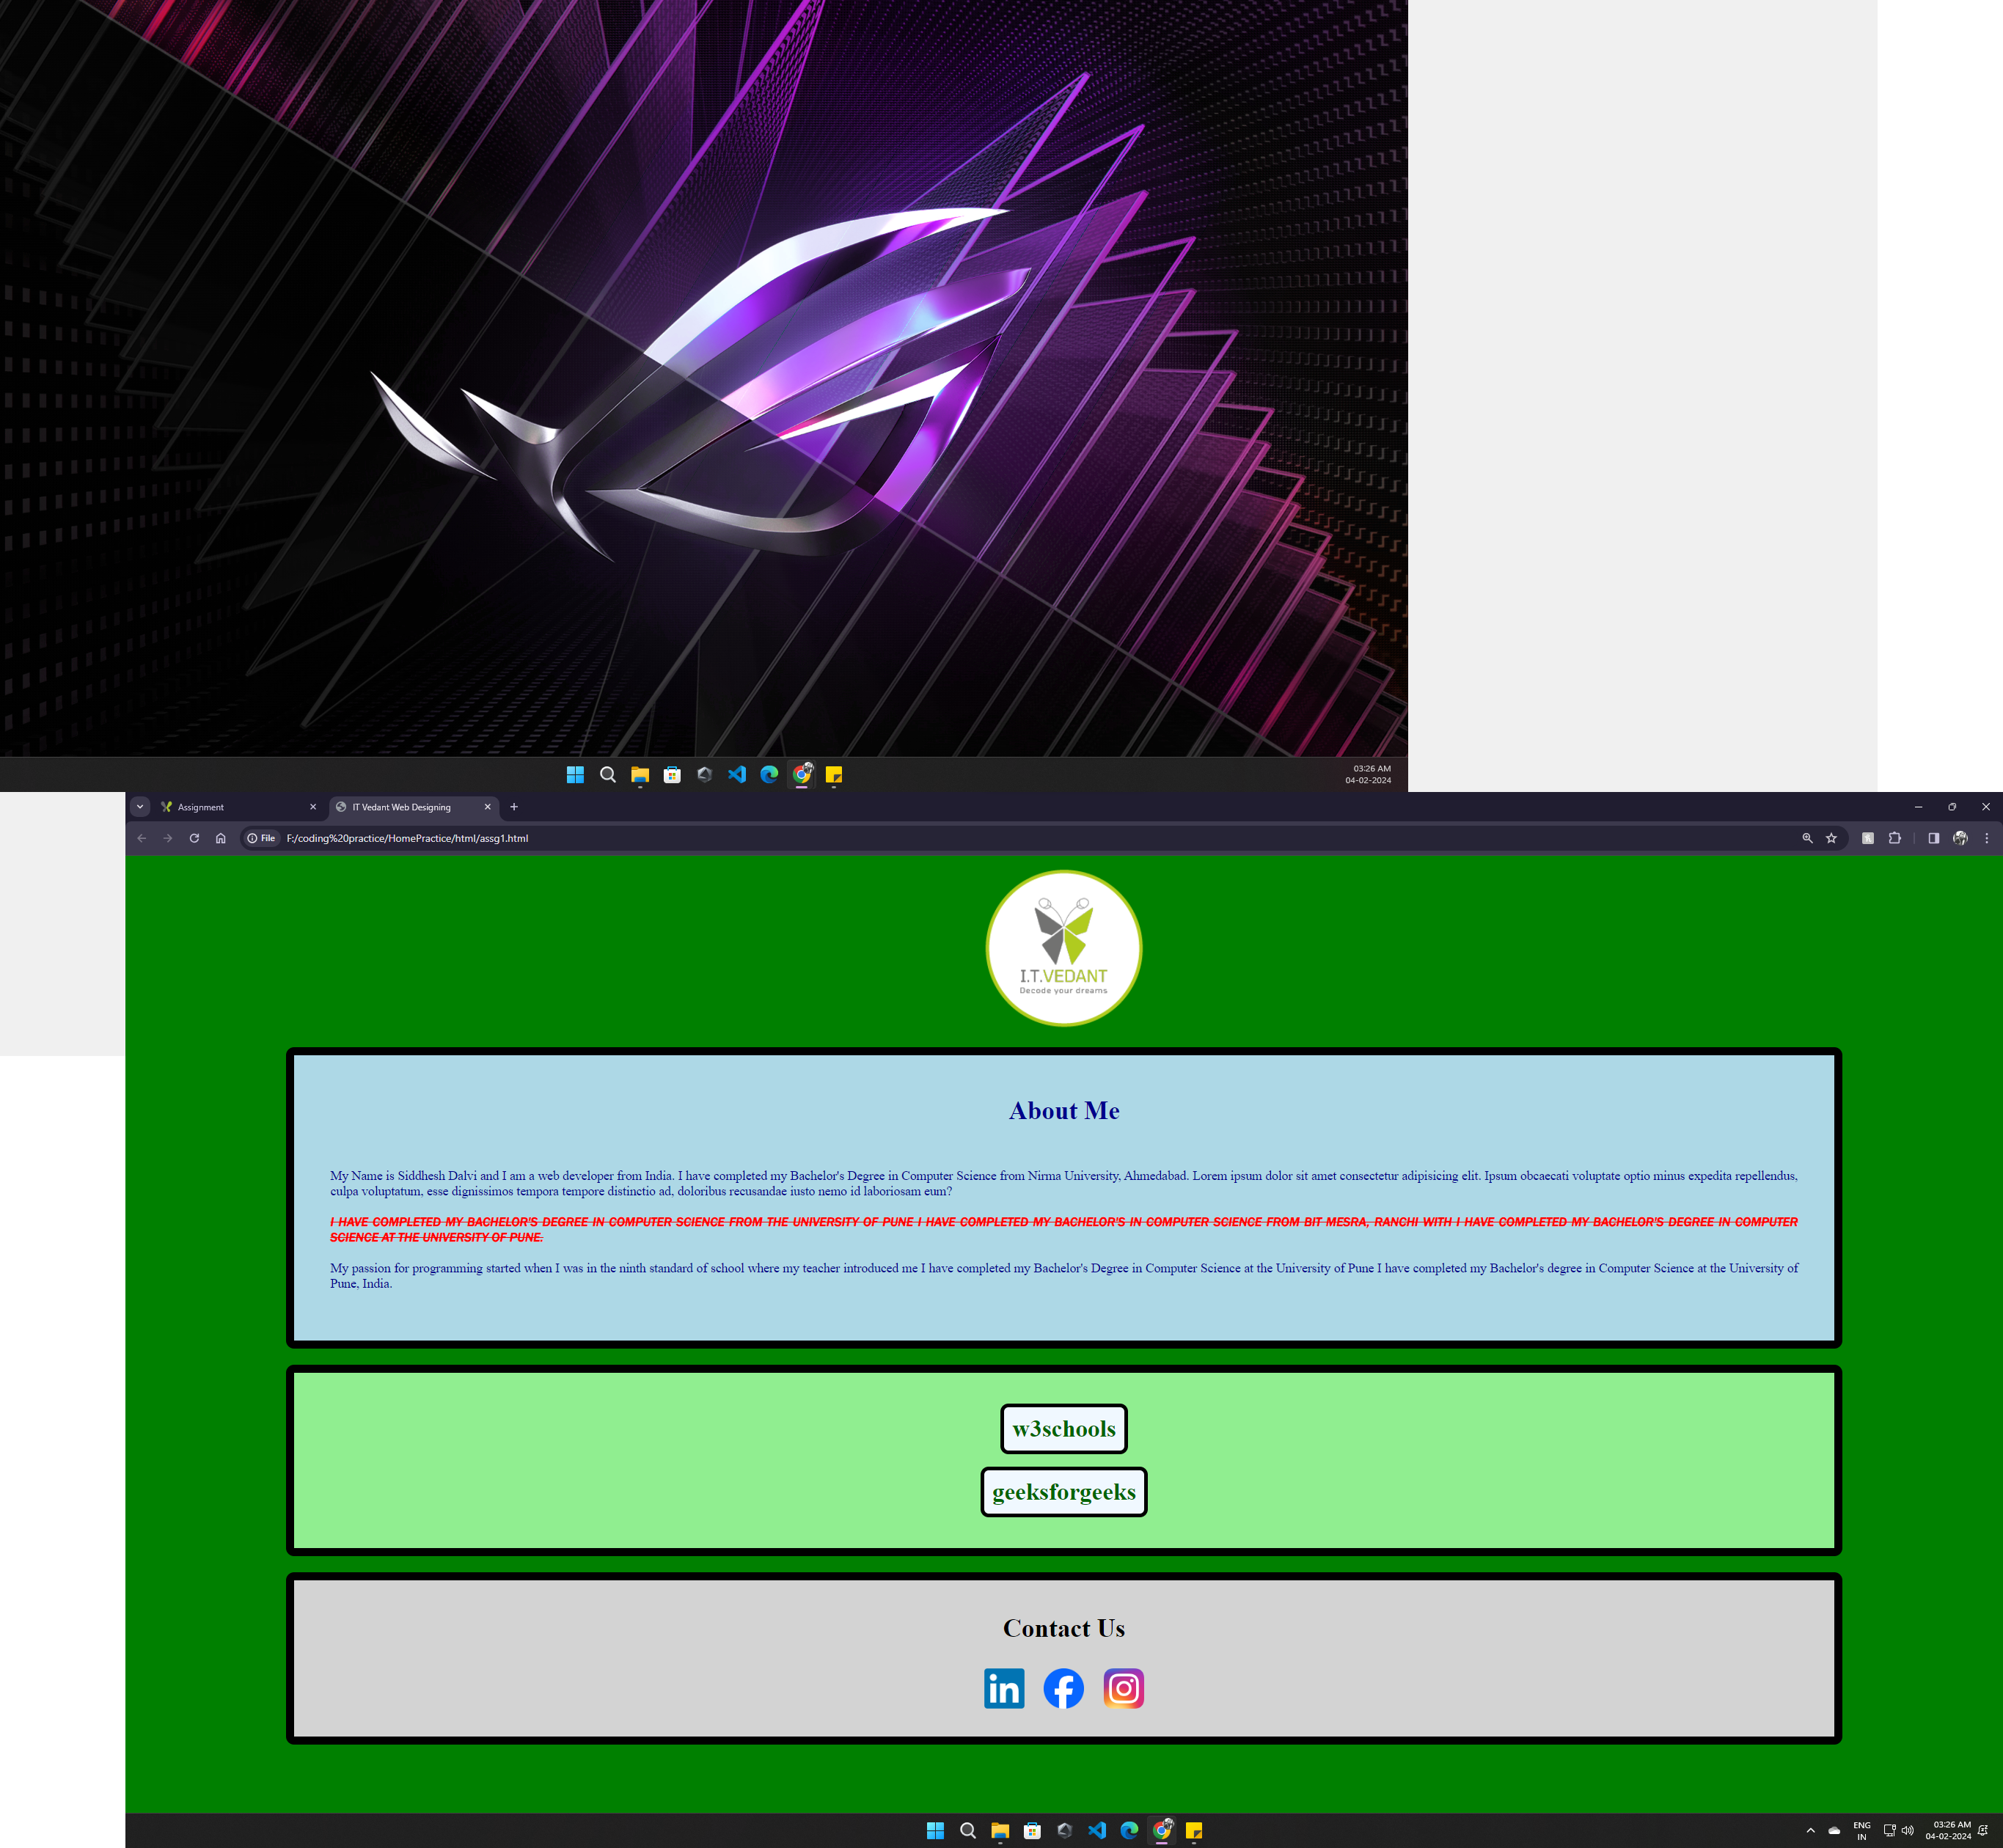 03:26 AM
04-02-2024
Assignment
IT Vedant Web Designing
File
F:/coding%20practice/HomePractice/html/assg1.html
I.T.VEDANT
Decode your dreams
About Me
My Name is Siddhesh Dalvi and I am a web developer from India. I have completed my Bachelor's Degree in Computer Science from Nirma University, Ahmedabad. Lorem ipsum dolor sit amet consectetur adipisicing elit. Ipsum obcaecati voluptate optio minus expedita repellendus,
culpa voluptatum, esse dignissimos tempora tempore distinctio ad, doloribus recusandae iusto nemo id laboriosam eum?
I HAVE COMPLETED MY BACHELOR'S DEGREE IN COMPUTER SCIENCE FROM THE UNIVERSITY OF PUNE I HAVE COMPLETED MY BACHELOR'S IN COMPUTER SCIENCE FROM BIT MESRA, RANCHI WITH I HAVE COMPLETED MY BACHELOR'S DEGREE IN COMPUTER
SCIENCE AT THE UNIVERSITY OF PUNE.
My passion for programming started when I was in the ninth standard of school where my teacher introduced me I have completed my Bachelor's Degree in Computer Science at the University of Pune I have completed my Bachelor's degree in Computer Science at the University of
Pune, India.
w3schools
geeksforgeeks
Contact Us
in
ENG
IN
03:26 AM
04-02-2024